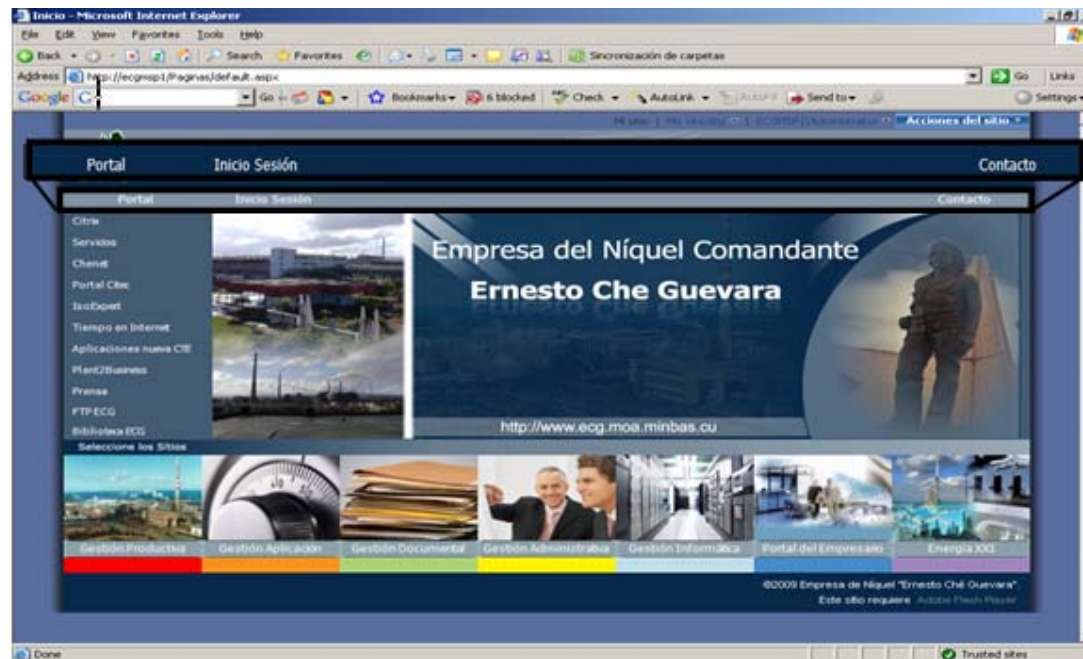 Inicio - Microsoft Internet Explorer
File Edit View Favorites Tools Help
Back Search Favorites Sincronización de carpetas
Address http://ecgmsp1/Paginas/default.aspx Go Links
Google Go Bookmarks 6 blocked Check AutoLink AutoFill Send to Settings
Mi sitio Acciones del sitio
Portal Inicio Sesión Contacto
Portal Inicio Sesión Contacto
Citrix
Servidos
Chenet
Portal Citec
IsoExpert
Tiempo en Internet
Aplicaciones nueva CTE
Plant2Business
Prensa
FTP-ECG
Biblioteca ECG
Empresa del Níquel Comandante
Ernesto Che Guevara
http://www.ecg.moa.minbas.cu
Seleccione los Sitios
Gestión Productiva Gestión Aplicación Gestión Documental Gestión Administrativa Gestión Informática Portal del Empresario Energía XXI
©2009 Empresa de Níquel "Ernesto Ché Guevara".
Este sitio requiere Adobe Flash Player
Done Trusted sites